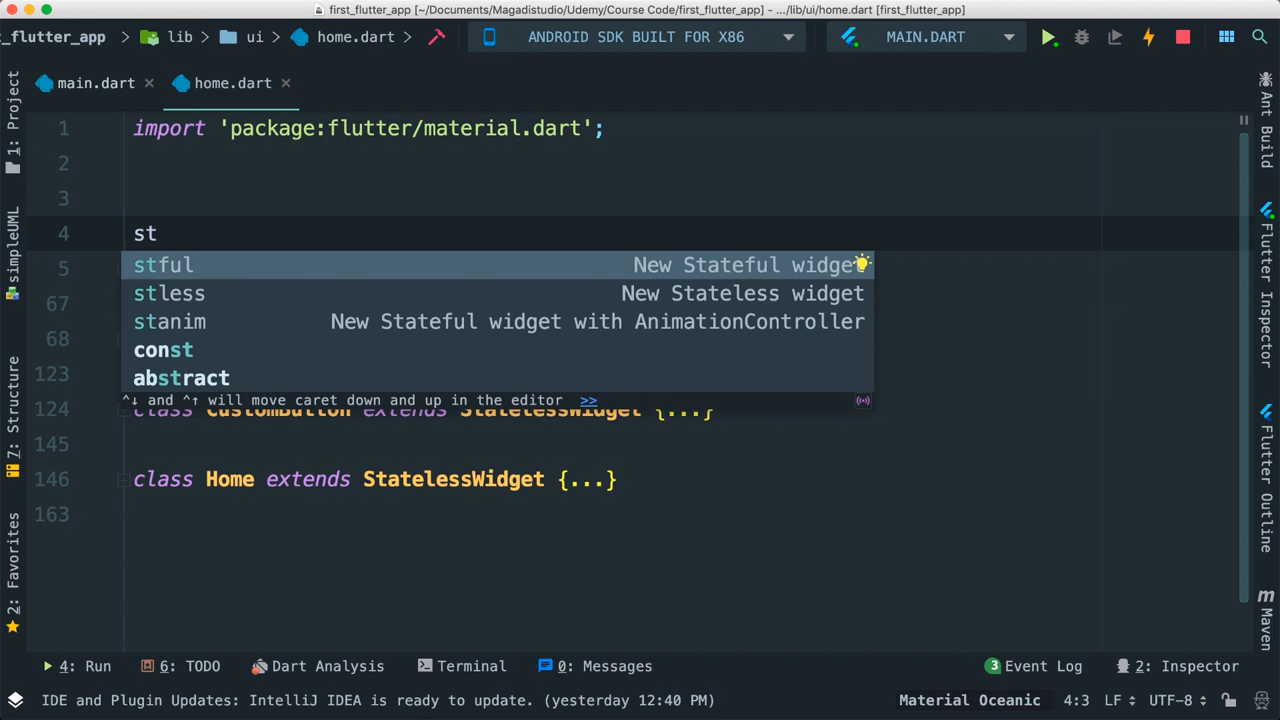 first_flutter_app [~/Documents/Magadistudio/Udemy/Course Code/first_flutter_app] - .../lib/ui/home.dart [first_flutter_app]
t_flutter_app lib ui home.dart ANDROID SDK BUILT FOR X86 MAIN.DART
main.dart home.dart
1: Project
simpleUML
7: Structure
2: Favorites
1 import 'package:flutter/material.dart';
2
3
4 st
5 stful New Stateful widget
stless New Stateless widget
67
stanim New Stateful widget with AnimationController
68
const
123 abstract
^↓ and ^↑ will move caret down and up in the editor >>
124 class CustomButton extends StatelessWidget {...}
145
146 class Home extends StatelessWidget {...}
163
Ant Build
Flutter Inspector
Flutter Outline
m Maven
4: Run 6: TODO Dart Analysis Terminal 0: Messages 3 Event Log 2: Inspector
IDE and Plugin Updates: IntelliJ IDEA is ready to update. (yesterday 12:40 PM) Material Oceanic 4:3 LF UTF-8